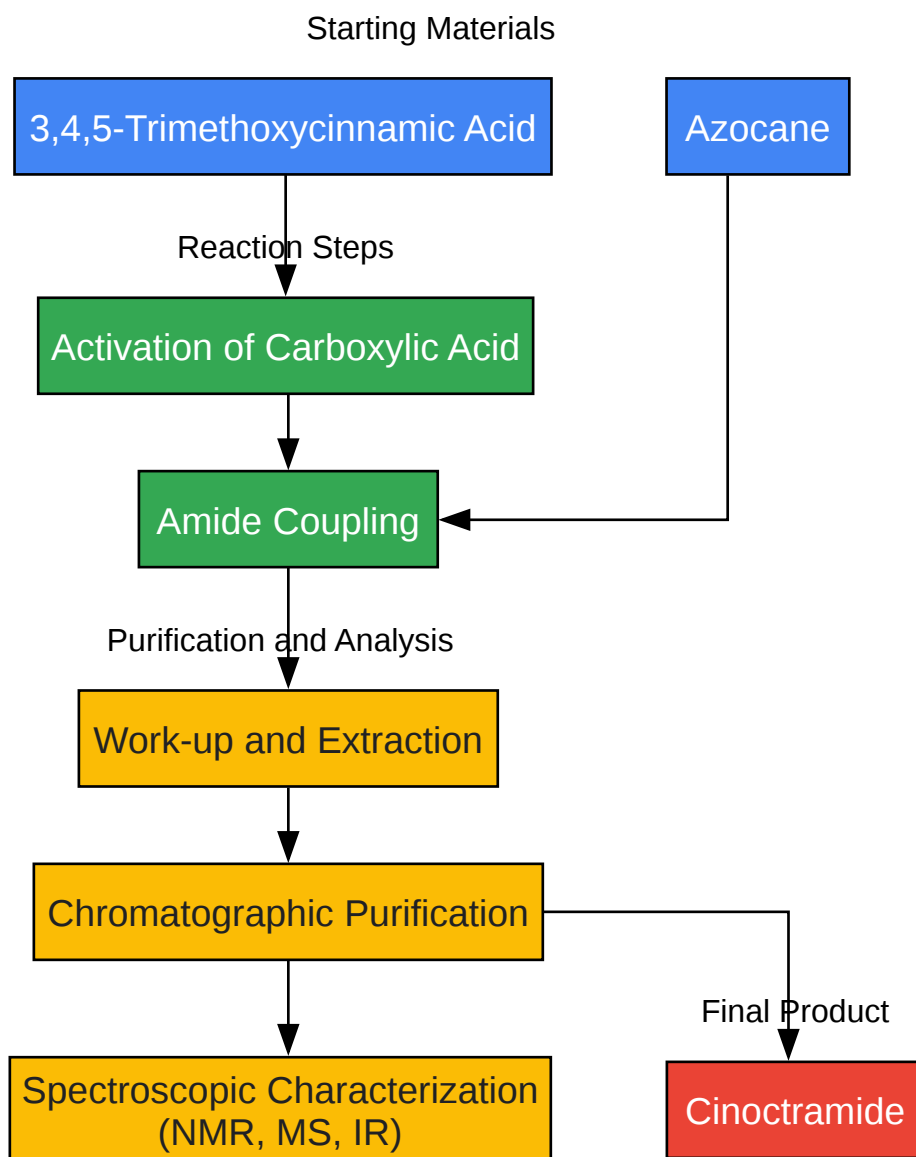 Starting Materials
3,4,5-Trimethoxycinnamic Acid
Azocane
Reaction Steps
Activation of Carboxylic Acid
Amide Coupling
Purification and Analysis
Work-up and Extraction
Chromatographic Purification
Final Product
Spectroscopic Characterization
(NMR, MS, IR)
Cinoctramide